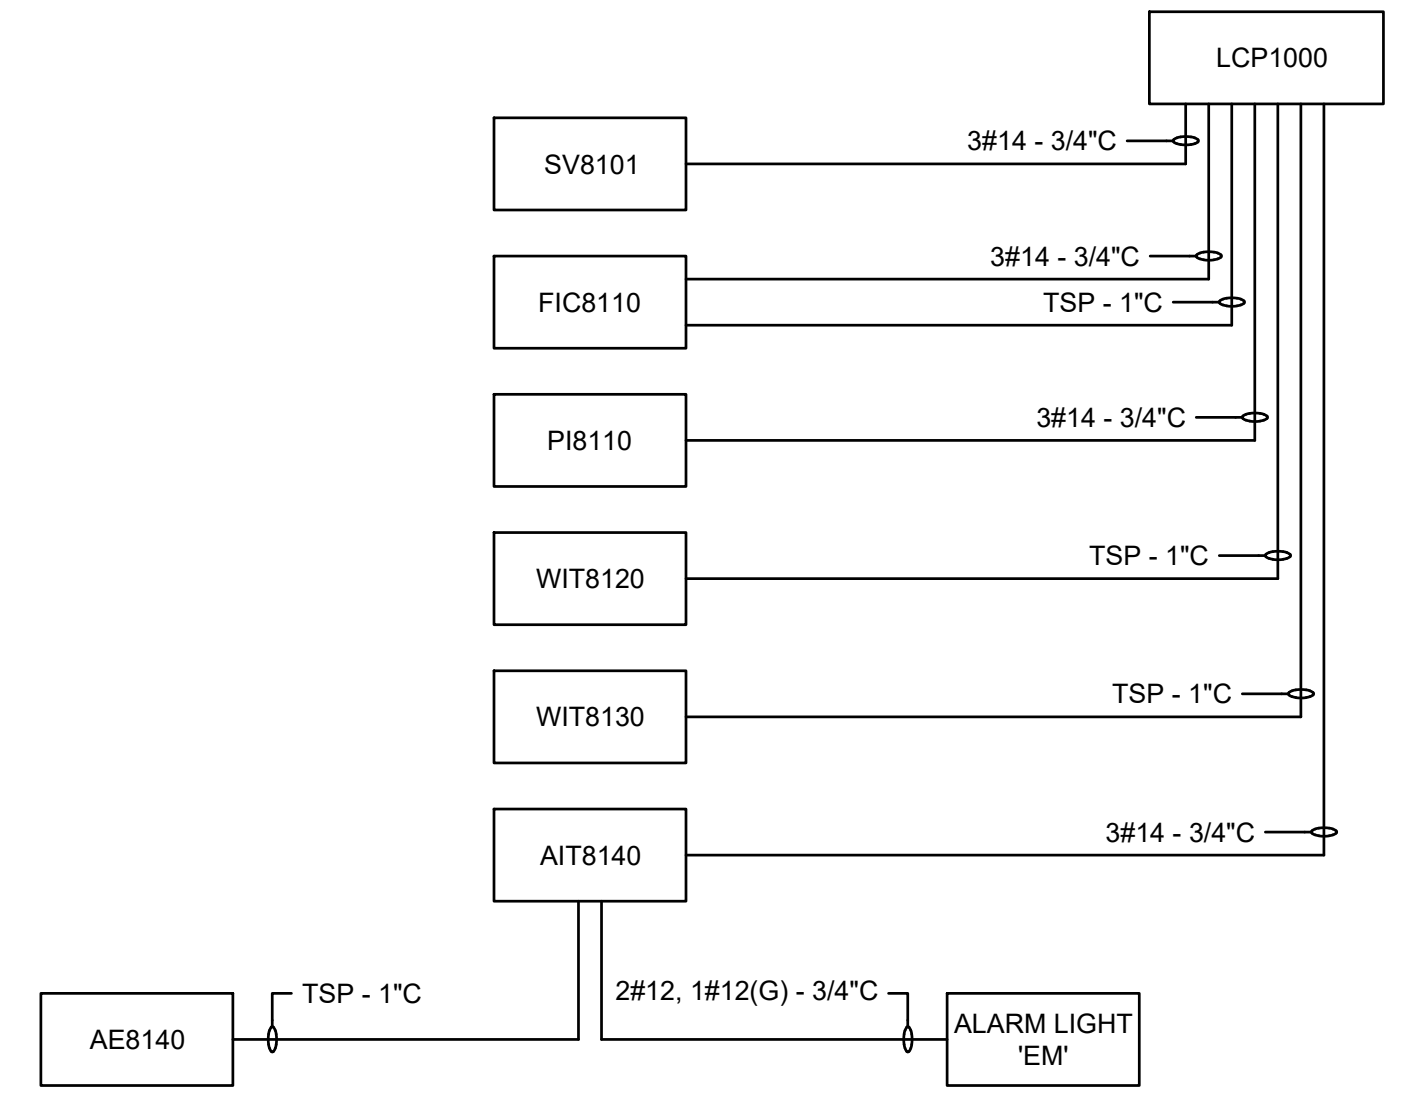 LCP1000
3#14 - 3/4"C
SV8101
3#14 - 3/4"C
FIC8110
TSP - 1"C
3#14 - 3/4"C
PI8110
TSP - 1"C
WIT8120
TSP - 1"C
WIT8130
3#14 - 3/4"C
AIT8140
TSP - 1"C
2#12, 1#12(G) - 3/4"C
AE8140
ALARM LIGHT
'EM'